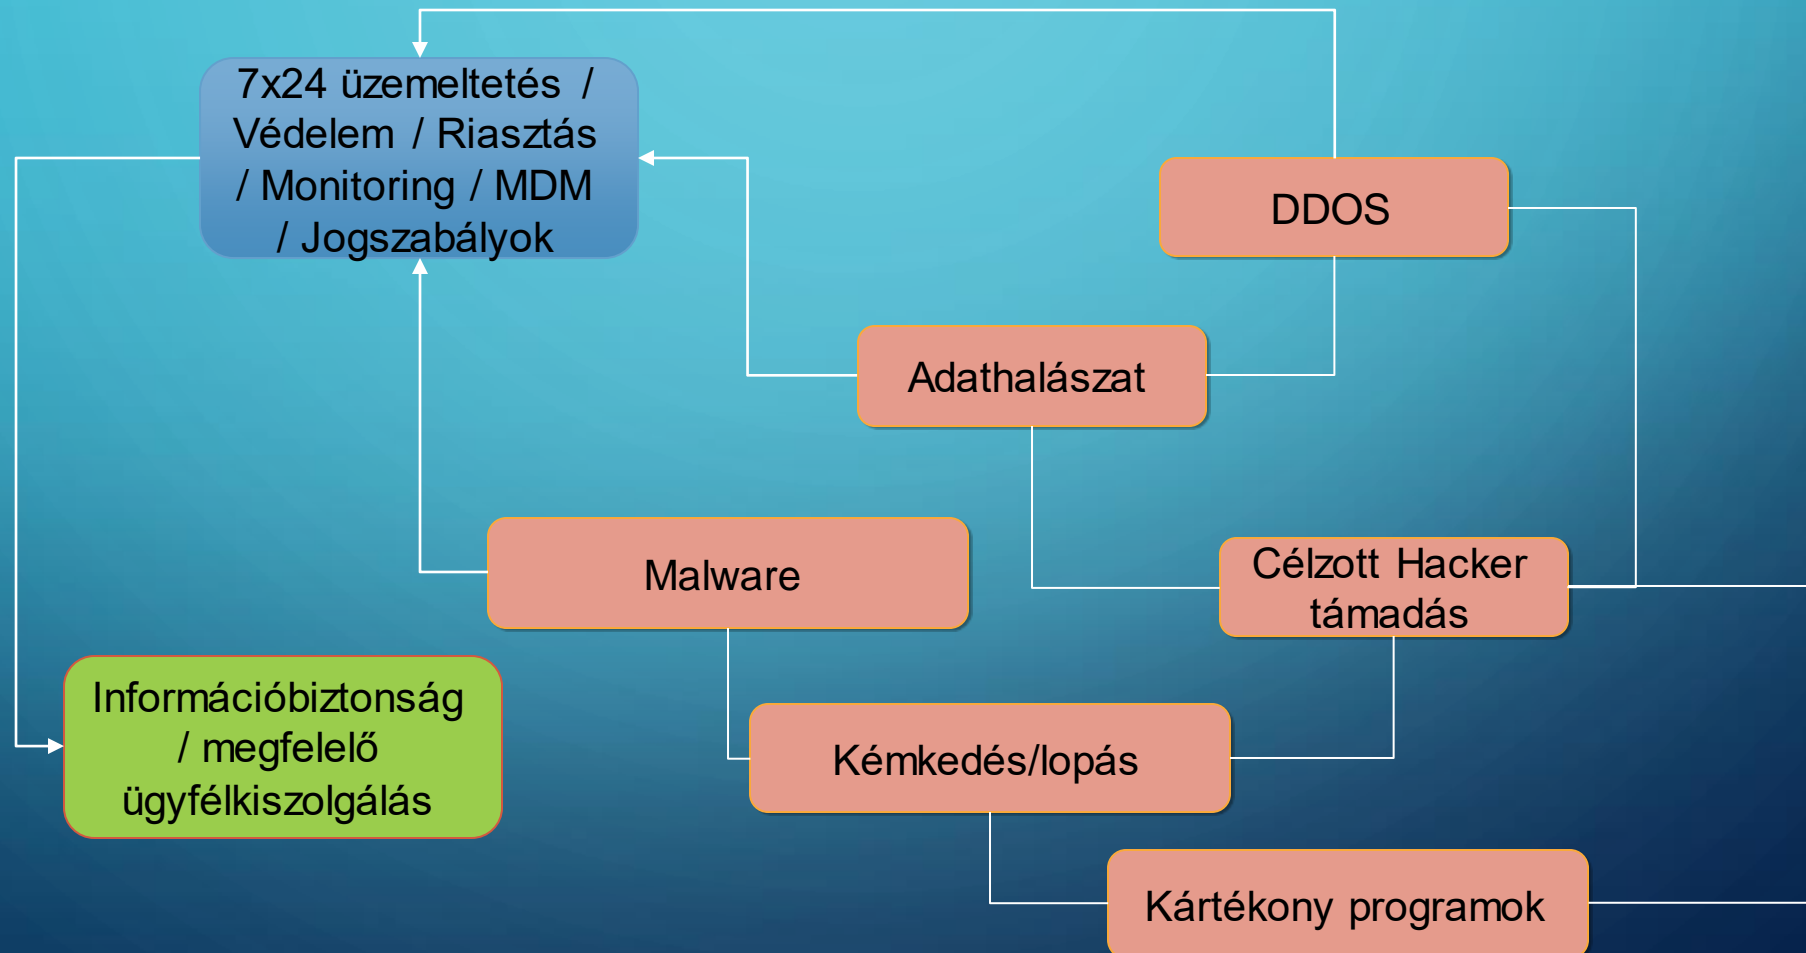 7x24 üzemeltetés /
Védelem / Riasztás
/ Monitoring / MDM
/ Jogszabályok
DDOS
Adathalászat
Malware
Célzott Hacker
támadás
Információbiztonság
/ megfelelő
ügyfélkiszolgálás
Kémkedés/lopás
Kártékony programok